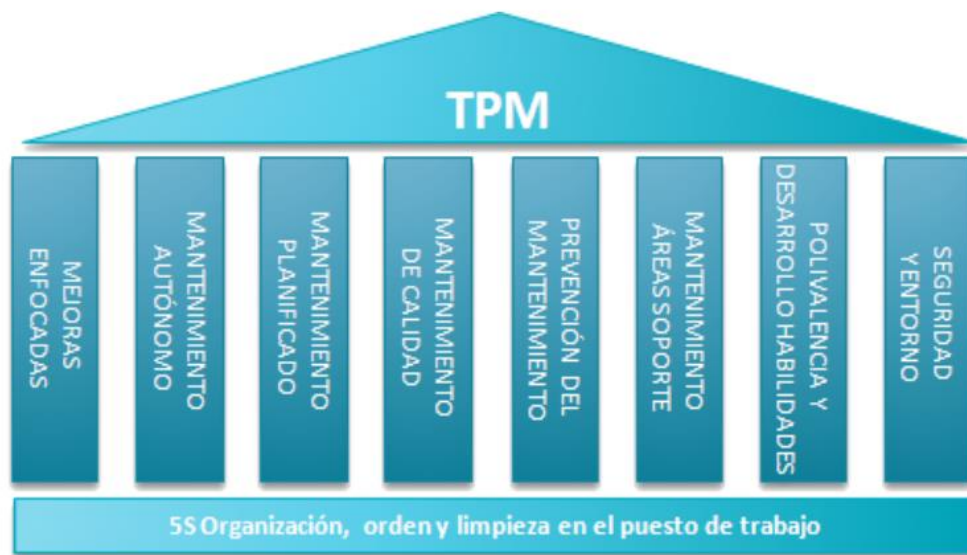 TPM
MEJORAS
ENFOCADAS
MANTENIMIENTO
AUTÓNOMO
MANTENIMIENTO
PLANIFICADO
MANTENIMIENTO
DE CALIDAD
PREVENCIÓN DEL
MANTENIMIENTO
MANTENIMIENTO
ÁREAS SOPORTE
POLIVALENCIA Y
DESARROLLO HABILIDADES
SEGURIDAD
Y ENTORNO
5S Organización, orden y limpieza en el puesto de trabajo